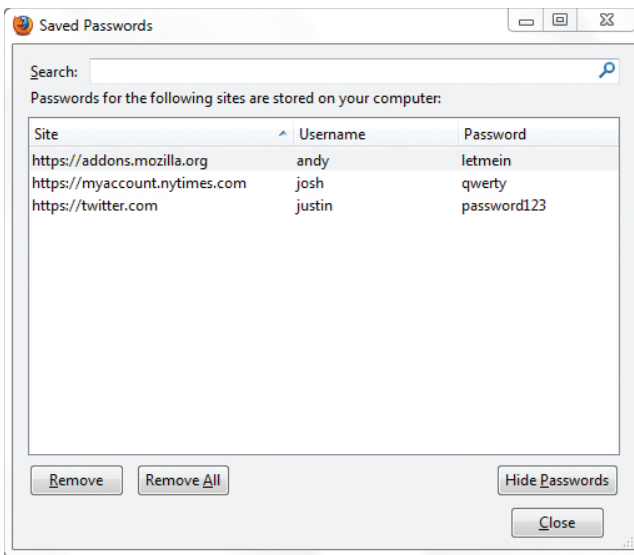 Saved Passwords
Search:
Passwords for the following sites are stored on your computer:
Site Username Password
https://addons.mozilla.org andy letmein
https://myaccount.nytimes.com josh qwerty
https://twitter.com justin password123
Remove Remove All Hide Passwords
Close